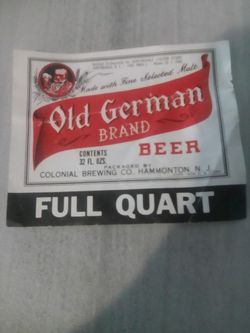 Made with Fine Selected Malt
Old German
BRAND
BEER
CONTENTS
32 FL. OZS.
PACKAGED BY
COLONIAL BREWING CO. HAMMONTON, N. J.
FULL QUART